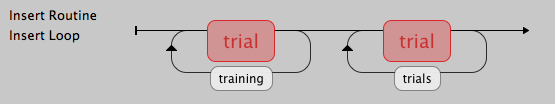 Insert Routine
Insert Loop
trial
trial
training
trials